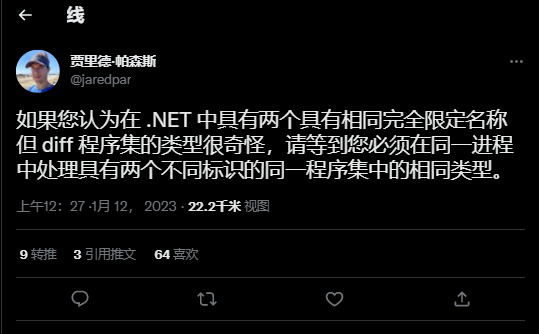 线
贾里德·帕森斯
@jaredpar
如果您认为在 .NET 中具有两个具有相同完全限定名称
但 diff 程序集的类型很奇怪，请等到您必须在同一进程
中处理具有两个不同标识的同一程序集中的相同类型。
上午12：27 ·1月 12， 2023 · 22.2千米 视图
9 转推 3 引用推文 64 喜欢